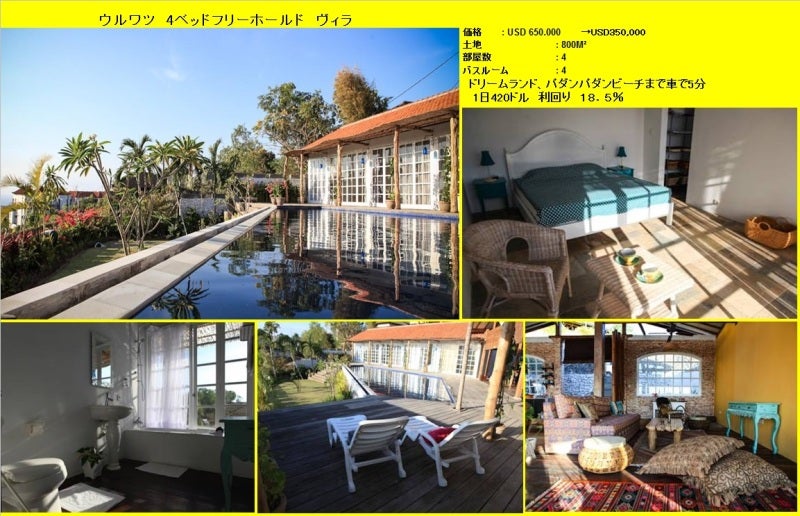 ウルワツ 4ベッドフリーホールド ヴィラ
価格 : USD 650.000 →USD350,000
土地 : 800M²
部屋数 : 4
バスルーム : 4
ドリームランド、パダンパダンビーチまで車で5分
1日420ドル 利回り 18.5%